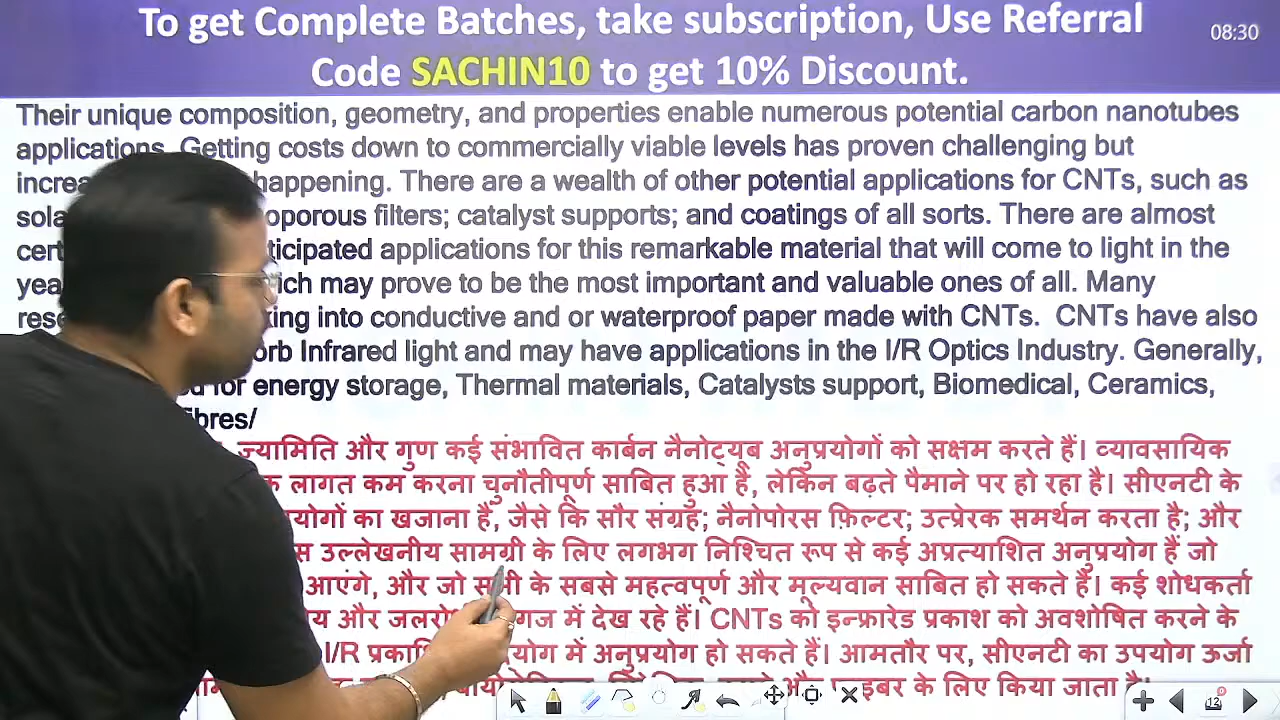 To get Complete Batches, take subscription, Use Referral
Code SACHIN10 to get 10% Discount.
08:30
Their unique composition, geometry, and properties enable numerous potential carbon nanotubes
applications. Getting costs down to commercially viable levels has proven challenging but
happening. There are a wealth of other potential applications for CNTs, such as
filters; catalyst supports; and coatings of all sorts. There are almost
applications for this remarkable material that will come to light in the
may prove to be the most important and valuable ones of all. Many
into conductive and or waterproof paper made with CNTs. CNTs have also
Infrared light and may have applications in the I/R Optics Industry. Generally,
for energy storage, Thermal materials, Catalysts support, Biomedical, Ceramics,
ज्यामिति और गुण कई संभावित कार्बन नैनोट्यूब अनुप्रयोगों को सक्षम करते हैं। व्यावसायिक
लागत कम करना चुनौतीपूर्ण साबित हुआ है, लेकिन बढ़ते पैमाने पर हो रहा है। सीएनटी के
का खजाना है, जैसे कि सौर संग्रह; नैनोपोरस फ़िल्टर; उत्प्रेरक समर्थन करता है; और
उल्लेखनीय सामग्री के लिए लगभग निश्चित रूप से कई अप्रत्याशित अनुप्रयोग हैं जो
आएंगे, और जो के सबसे महत्वपूर्ण और मूल्यवान साबित हो सकते हैं। कई शोधकर्ता
और में देख रहे हैं। CNTs को इन्फ्रारेड प्रकाश को अवशोषित करने के
I/R में अनुप्रयोग हो सकते हैं। आमतौर पर, सीएनटी का उपयोग ऊर्जा
और के लिए किया जाता
12